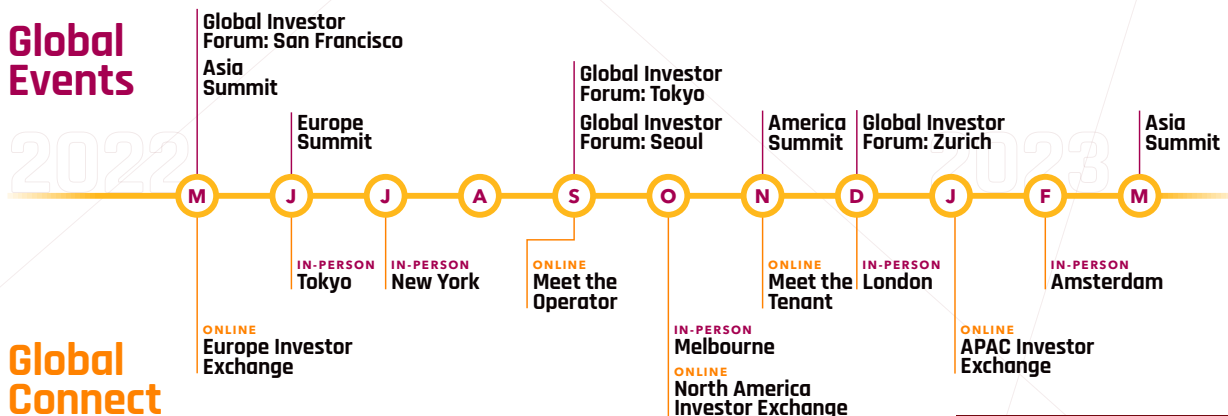 Global
Events
Global Investor
Forum: San Francisco
Asia
Summit
Europe
Summit
Global Investor
Forum: Tokyo
Global Investor
Forum: Seoul
America
Summit
Global Investor
Forum: Zurich
Asia
Summit
2022
2023
M J J A S O N D J F M
IN-PERSON
Tokyo
IN-PERSON
New York
ONLINE
Meet the
Operator
ONLINE
Meet the
Tenant
IN-PERSON
London
IN-PERSON
Amsterdam
ONLINE
Europe Investor
Exchange
IN-PERSON
Melbourne
ONLINE
North America
Investor Exchange
ONLINE
APAC Investor
Exchange
Global
Connect